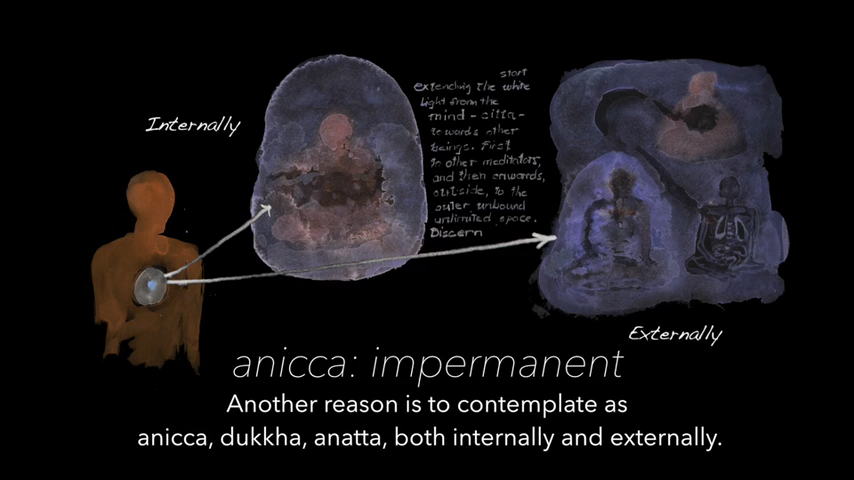 Internally
start
extending the white
light from the
mind - citta -
towards other
beings. First
to other meditators,
and then onwards,
outside, to the
outer unbound
unlimited space.
Discern
Externally
anicca: impermanent
Another reason is to contemplate as
anicca, dukkha, anatta, both internally and externally.